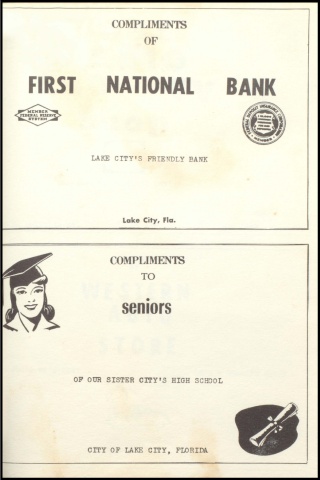 COMPLIMENTS
OF
FIRST NATIONAL BANK
MEMBER
FEDERAL RESERVE
SYSTEM
LAKE CITY'S FRIENDLY BANK
Lake City, Fla.
COMPLIMENTS
TO
seniors
OF OUR SISTER CITY'S HIGH SCHOOL
CITY OF LAKE CITY, FLORIDA